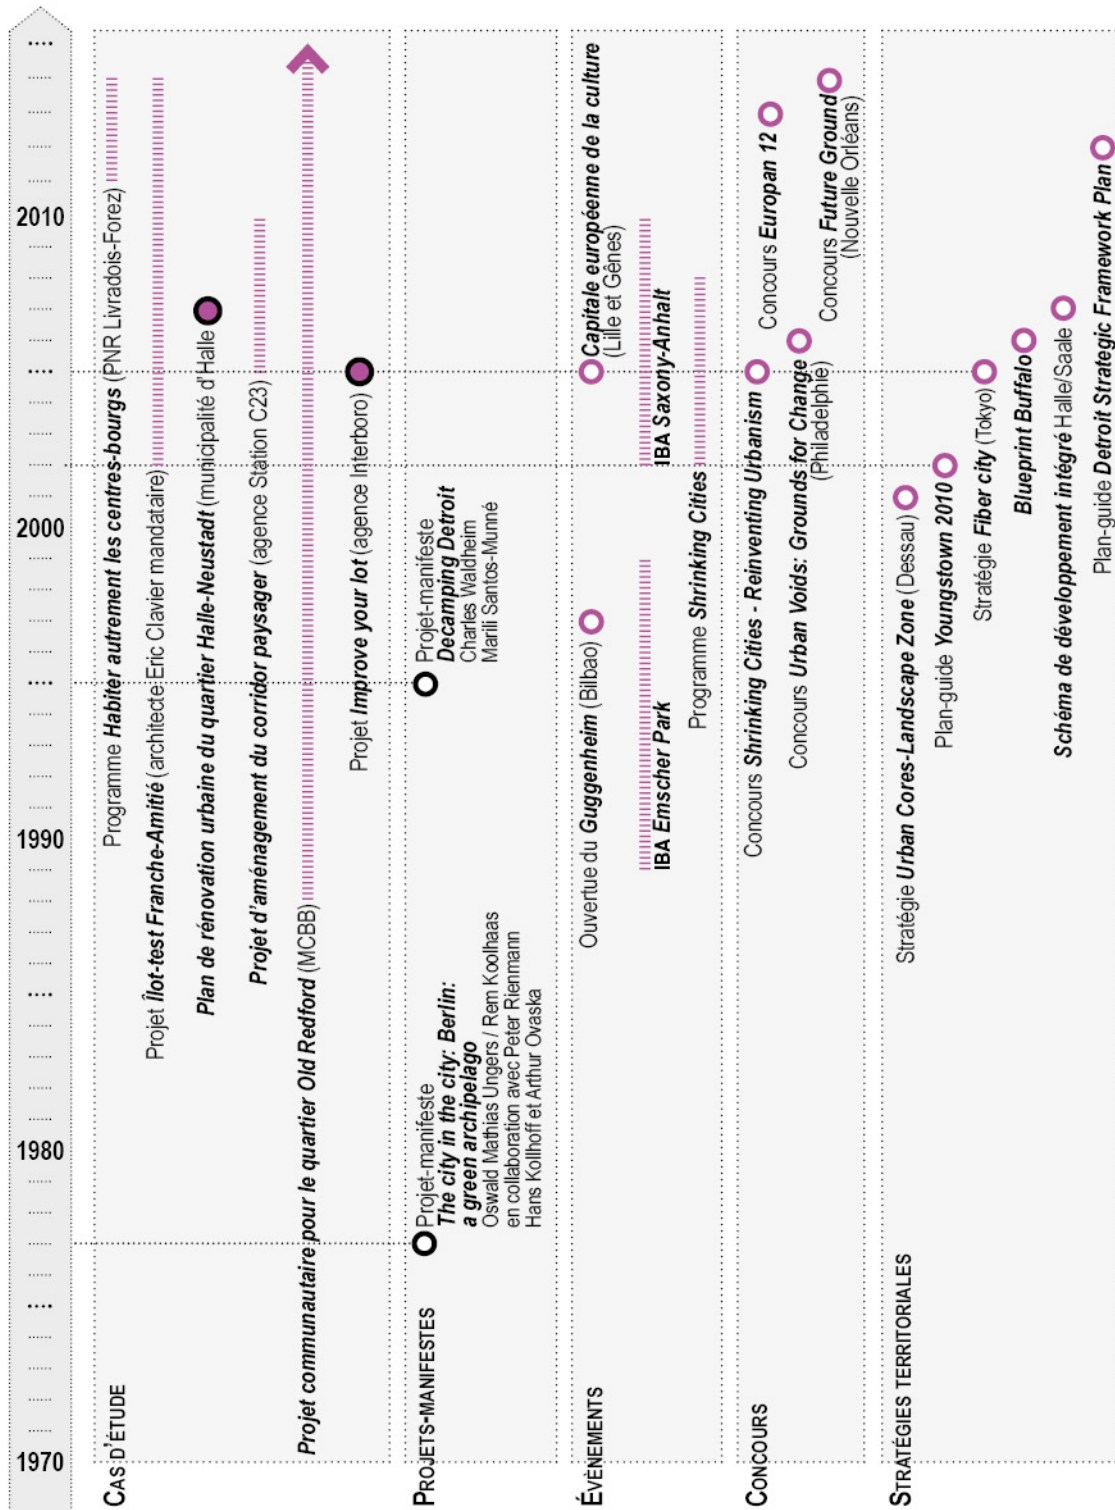 1970
1980
1990
2000
2010
CAS D'ÉTUDE
Programme Habiter autrement les centres-bourgs (PNR Livradois-Forez)
Projet Îlot-test Franche-Amitié (architecte:Eric Clavier mandataire)
Plan de rénovation urbaine du quartier Halle-Neustadt (municipalité d'Halle
Projet d'aménagement du corridor paysager (agence Station C23)
Projet communautaire pour le quartier Old Redford (MCBB)
Projet Improve your lot (agence Interboro)
PROJETS-MANIFESTES
Projet-manifeste
The city in the city: Berlin:
a green archipelago
Oswald Mathias Ungers / Rem Koolhaas
en collaboration avec Peter Rienmann
Hans Kollhoff et Arthur Ovaska
Projet-manifeste
Decamping Detroit
Charles Waldheim
Marili Santos-Munné
ÉVÈNEMENTS
Ouvertue du Guggenheim (Bilbao)
Capitale européenne de la culture
(Lille et Gênes)
IBA Emscher Park
IBA Saxony-Anhalt
Programme Shrinking Cities
CONCOURS
Concours Shrinking Cities - Reinventing Urbanism
Concours Europan 12
Concours Urban Voids: Grounds for Change
(Philadelphie)
Concours Future Ground
(Nouvelle Orléans)
STRATÉGIES TERRITORIALES
Stratégie Urban Cores-Landscape Zone (Dessau)
Plan-guide Youngstown 2010
Stratégie Fiber city (Tokyo)
Blueprint Buffalo
Schéma de développement intégré Halle/Saale
Plan-guide Detroit Strategic Framework Plan